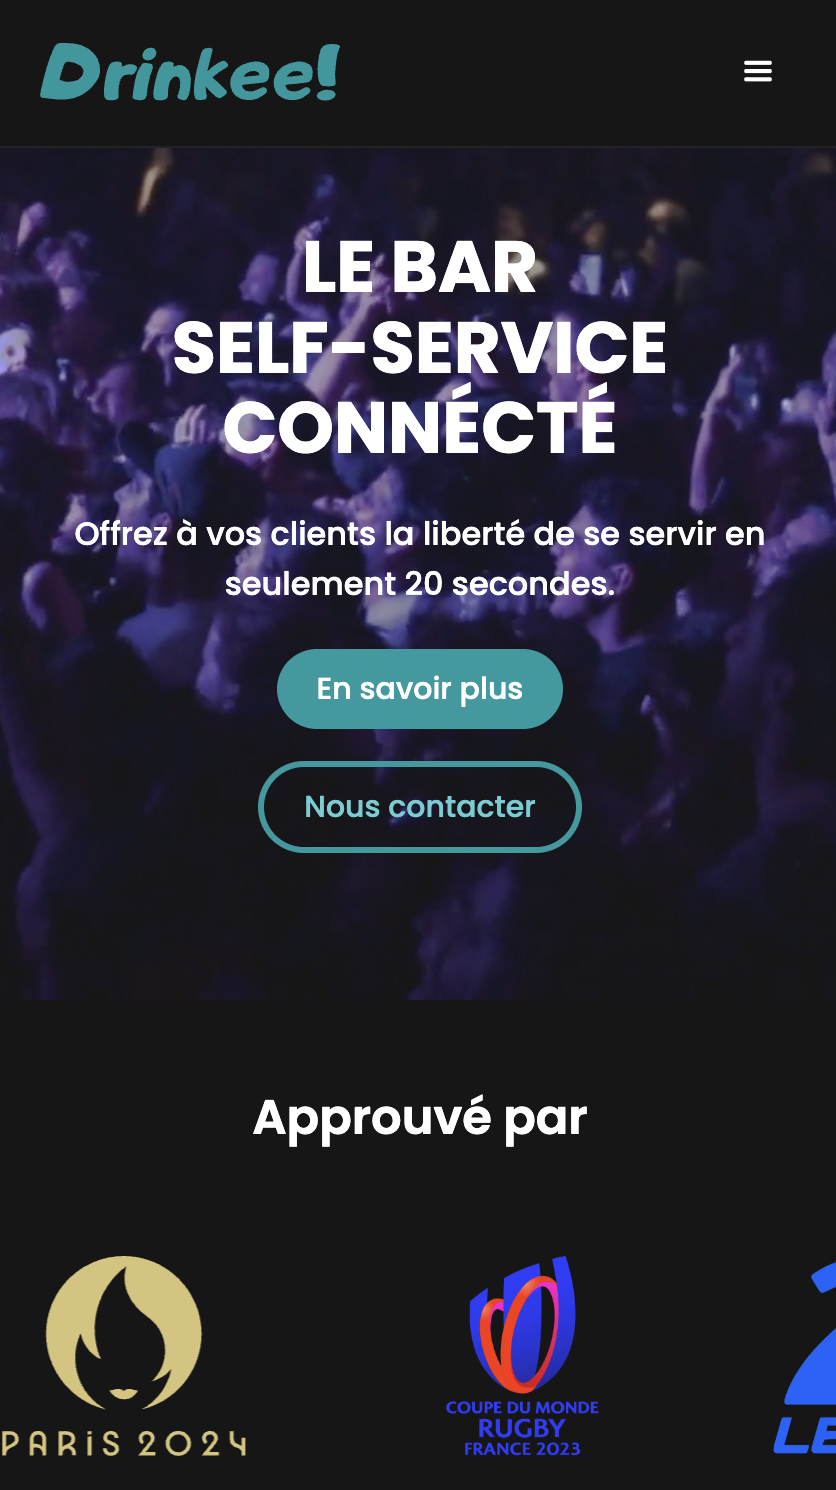 Drinkee!
LE BAR
SELF-SERVICE
CONNÉCTÉ
Offrez à vos clients la liberté de se servir en
seulement 20 secondes.
En savoir plus
Nous contacter
Approuvé par
PARIS 2024
COUPE DU MONDE
RUGBY
FRANCE 2023